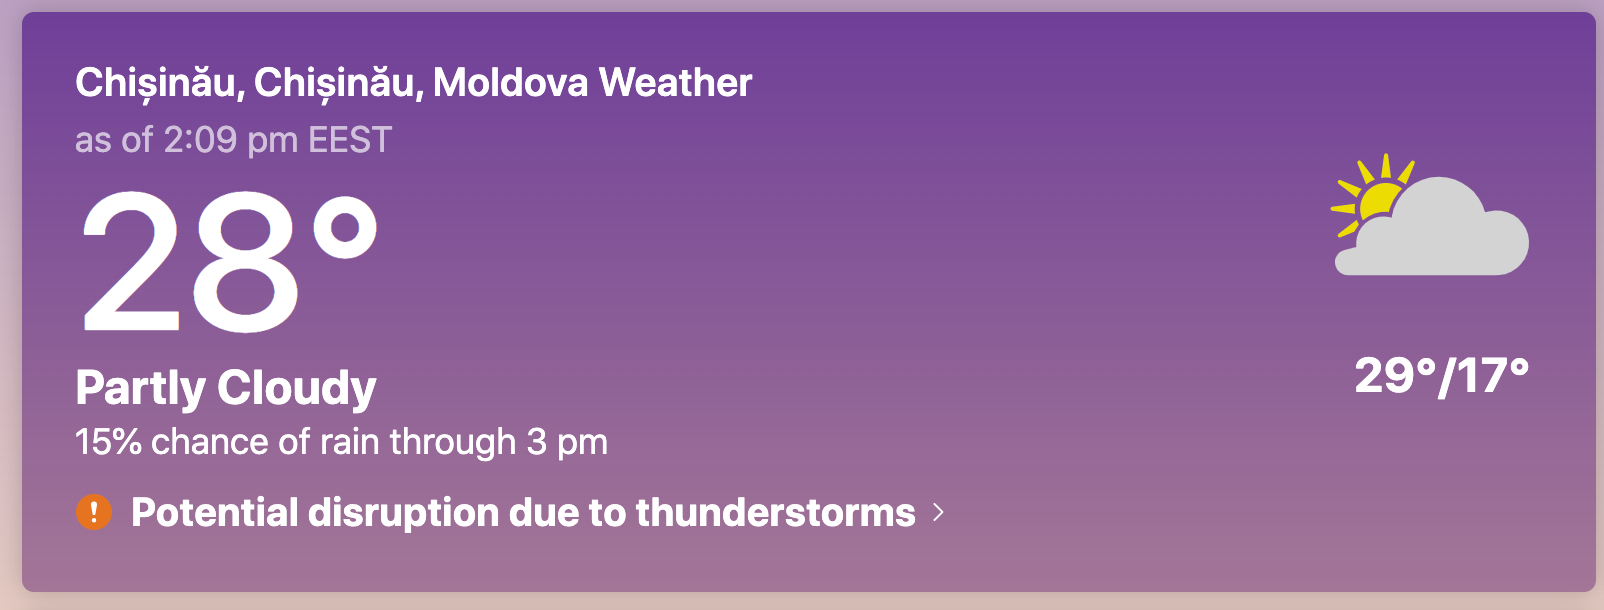 Chișinău, Chișinău, Moldova Weather
as of 2:09 pm EEST
28°
Partly Cloudy
29°/17°
15% chance of rain through 3 pm
Potential disruption due to thunderstorms